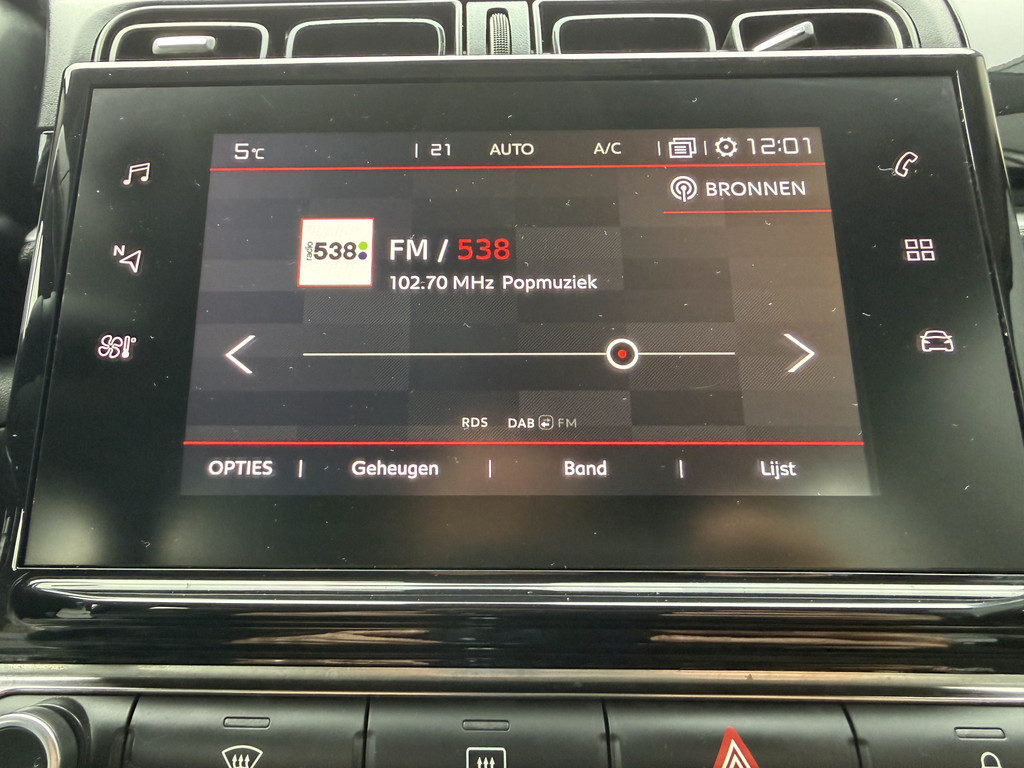 5°C | 21 AUTO A/C | | 12:01
BRONNEN
N
radio 538
FM / 538
102.70 MHz Popmuziek
RDS DAB FM
OPTIES | Geheugen | Band | Lijst